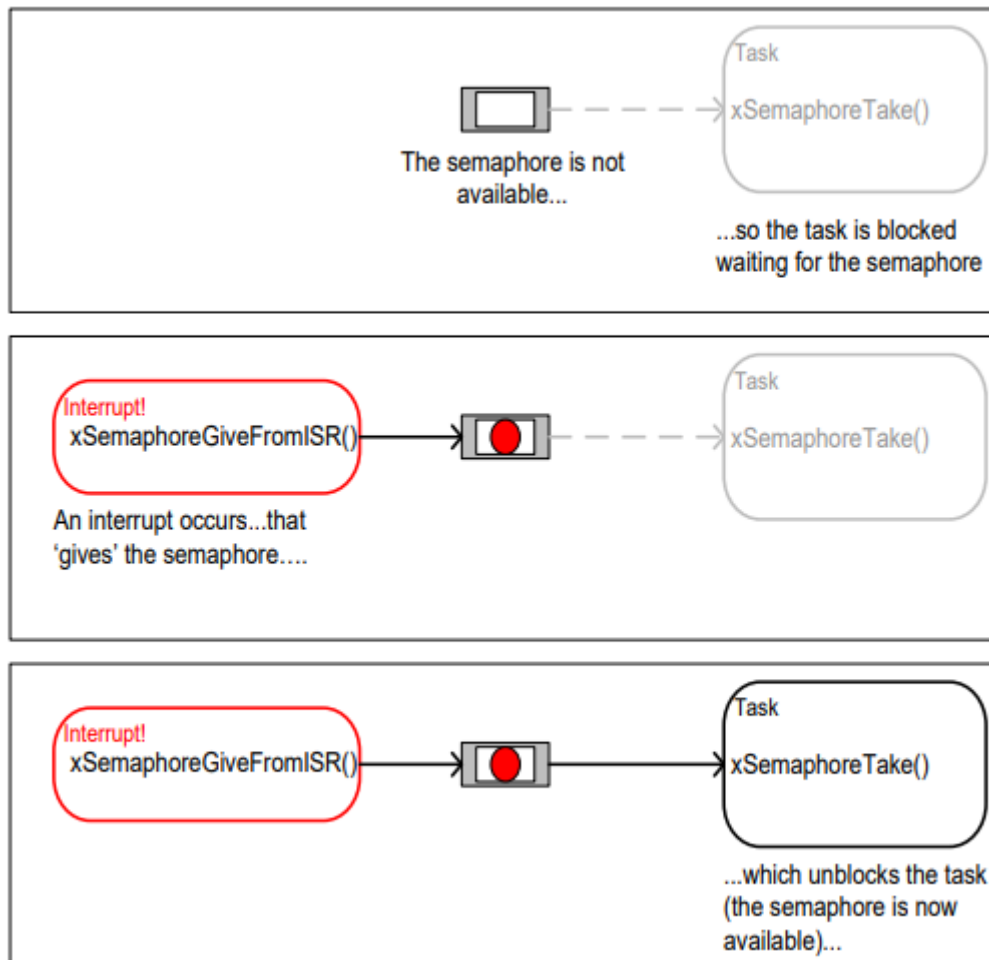 Task
xSemaphoreTake()
The semaphore is not
available...
...so the task is blocked
waiting for the semaphore
Interrupt!
xSemaphoreGiveFromISR()
Task
xSemaphoreTake()
An interrupt occurs...that
‘gives’ the semaphore….
Interrupt!
xSemaphoreGiveFromISR()
Task
xSemaphoreTake()
...which unblocks the task
(the semaphore is now
available)...